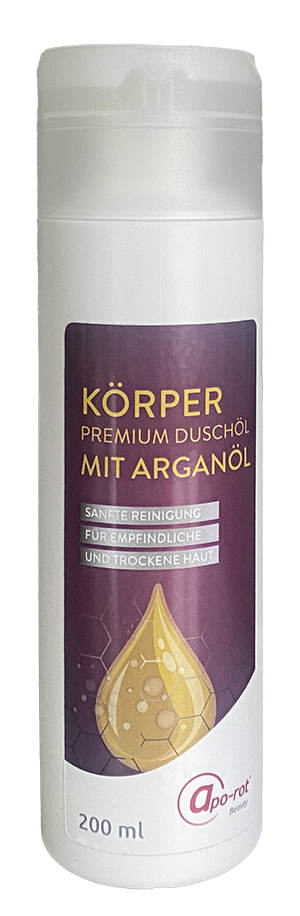 KÖRPER
PREMIUM DUSCHÖL
MIT ARGANÖL
SANFTE REINIGUNG
FÜR EMPFINDLICHE
UND TROCKENE HAUT
apo-rot®
Beauty
200 ml